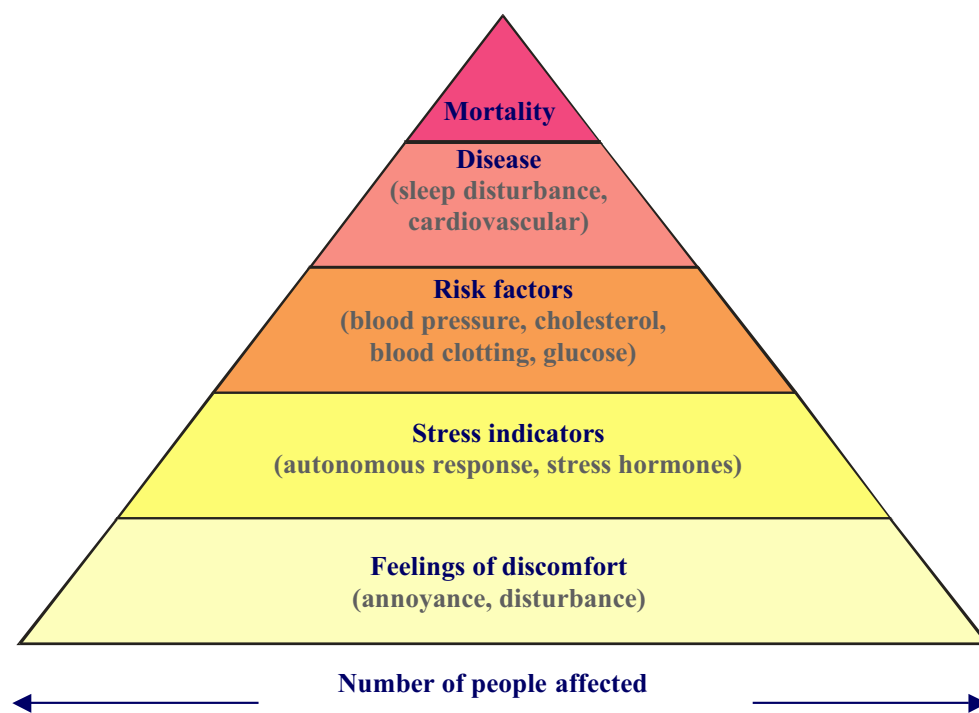 Mortality
Disease
(sleep disturbance,
cardiovascular)
Risk factors
(blood pressure, cholesterol,
blood clotting, glucose)
Stress indicators
(autonomous response, stress hormones)
Feelings of discomfort
(annoyance, disturbance)
Number of people affected